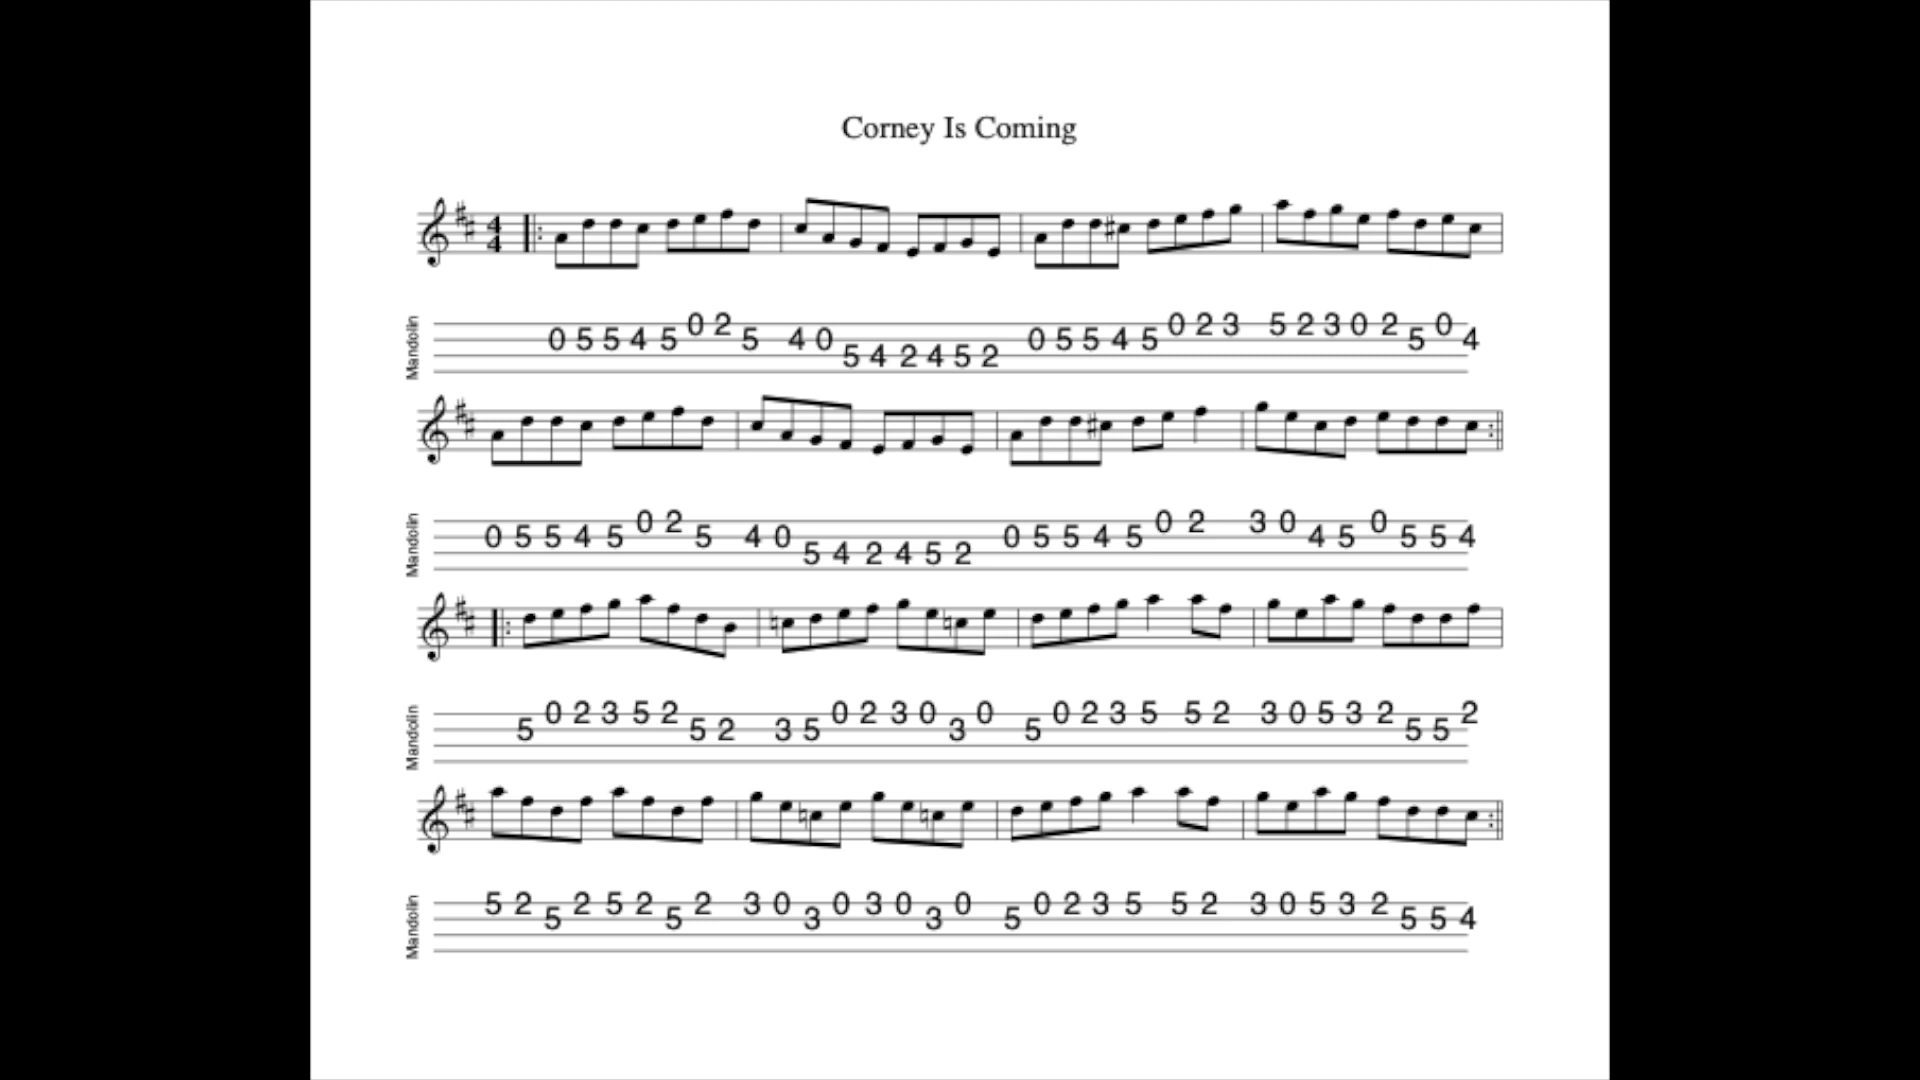 Corney Is Coming
4
4
Mandolin 0 5 5 4 5 0 2 5 4 0 5 4 2 4 5 2 0 5 5 4 5 0 2 3 5 2 3 0 2 5 0 4
Mandolin 0 5 5 4 5 0 2 5 4 0 5 4 2 4 5 2 0 5 5 4 5 0 2 3 0 4 5 0 5 5 4
Mandolin 5 0 2 3 5 2 5 2 3 5 0 2 3 0 3 0 5 0 2 3 5 5 2 3 0 5 3 2 5 5 2
Mandolin 5 2 5 2 5 2 5 2 3 0 3 0 3 0 3 0 5 0 2 3 5 5 2 3 0 5 3 2 5 5 4